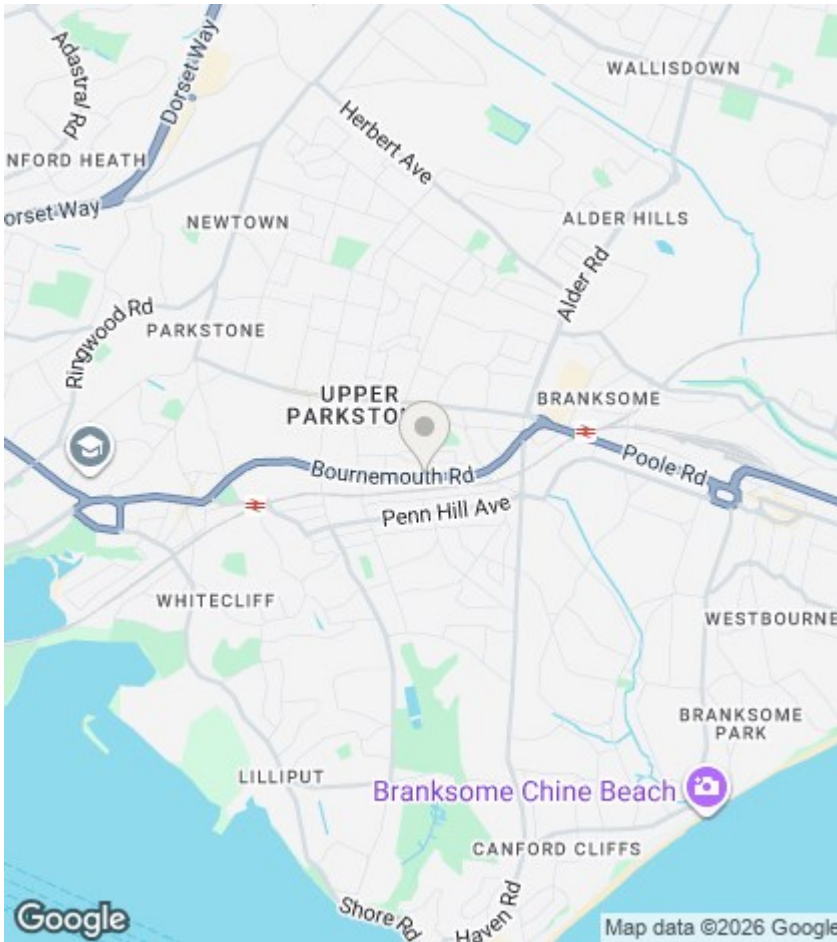 WALLISDOWN
Adastral Rd
Dorset Way
Herbert Ave
NFORD HEATH
orset Way
NEWTOWN
ALDER HILLS
Alder Rd
Ringwood Rd
PARKSTONE
UPPER
PARKSTO
BRANKSOME
Bournemouth Rd
Poole Rd
Penn Hill Ave
WHITECLIFF
WESTBOURNE
BRANKSOME
PARK
LILLIPUT
Branksome Chine Beach
CANFORD CLIFFS
Shore Rd
Haven Rd
Google
Map data ©2026 Google